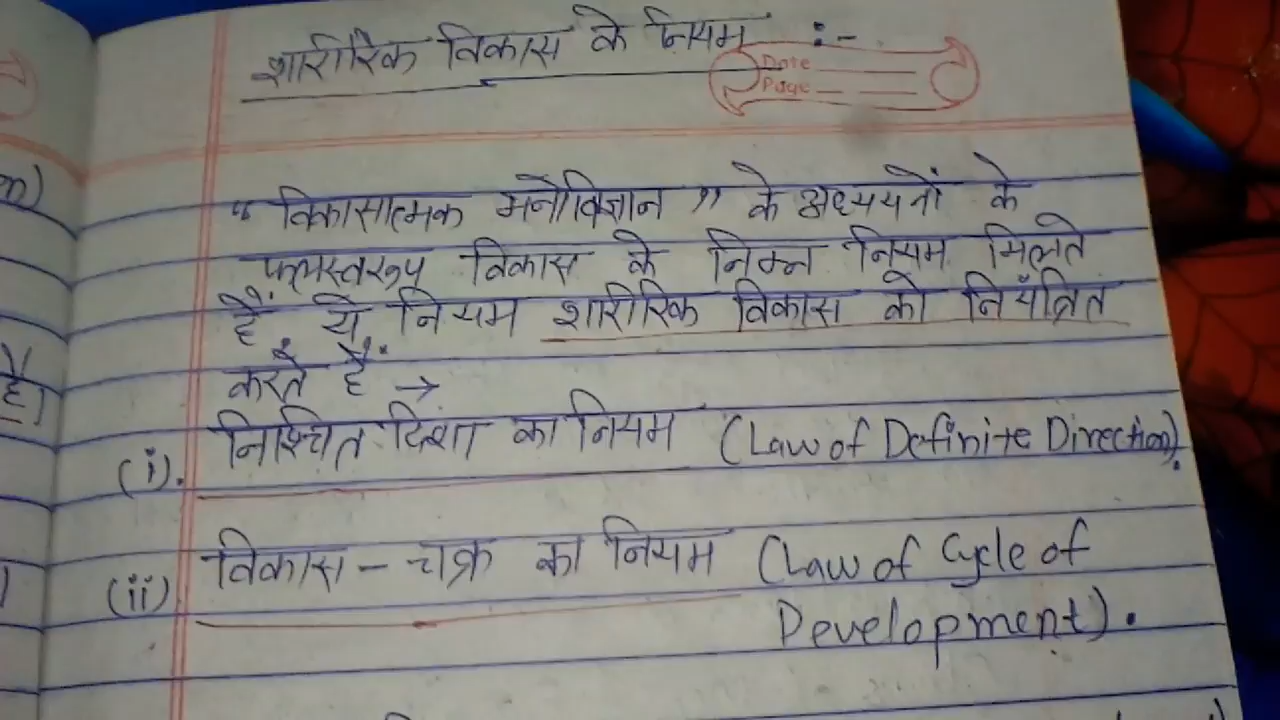 शारीरिक विकास के नियम :-
Date
Page
"विकासात्मक मनोविज्ञान" के अध्ययनों के
फलस्वरूप विकास के निम्न नियम मिलते
हैं. ये नियम शारीरिक विकास को नियंत्रित
करते हैं →
(i). निश्चित दिशा का नियम (Law of Definite Direction).
(ii) विकास - चक्र का नियम (Law of Cycle of
Development).